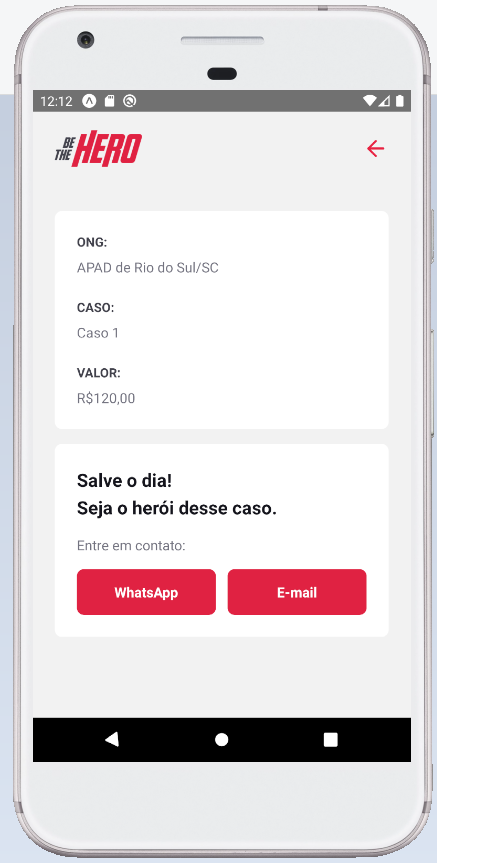 12:12
BE
THE HERO
ONG:
APAD de Rio do Sul/SC
CASO:
Caso 1
VALOR:
R$120,00
Salve o dia!
Seja o herói desse caso.
Entre em contato:
WhatsApp E-mail